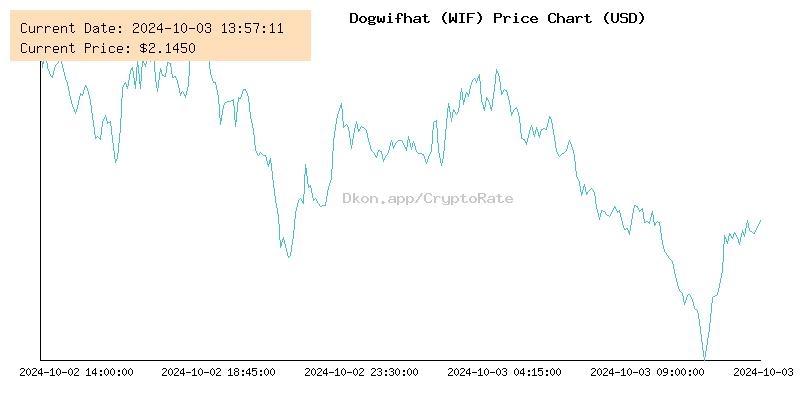 Dogwifhat (WIF) Price Chart (USD)
Current Date: 2024-10-03 13:57:11
Current Price: $2.1450
Dkon.app/CryptoRate
2024-10-02 14:00:00 2024-10-02 18:45:00 2024-10-02 23:30:00 2024-10-03 04:15:00 2024-10-03 09:00:00 2024-10-03